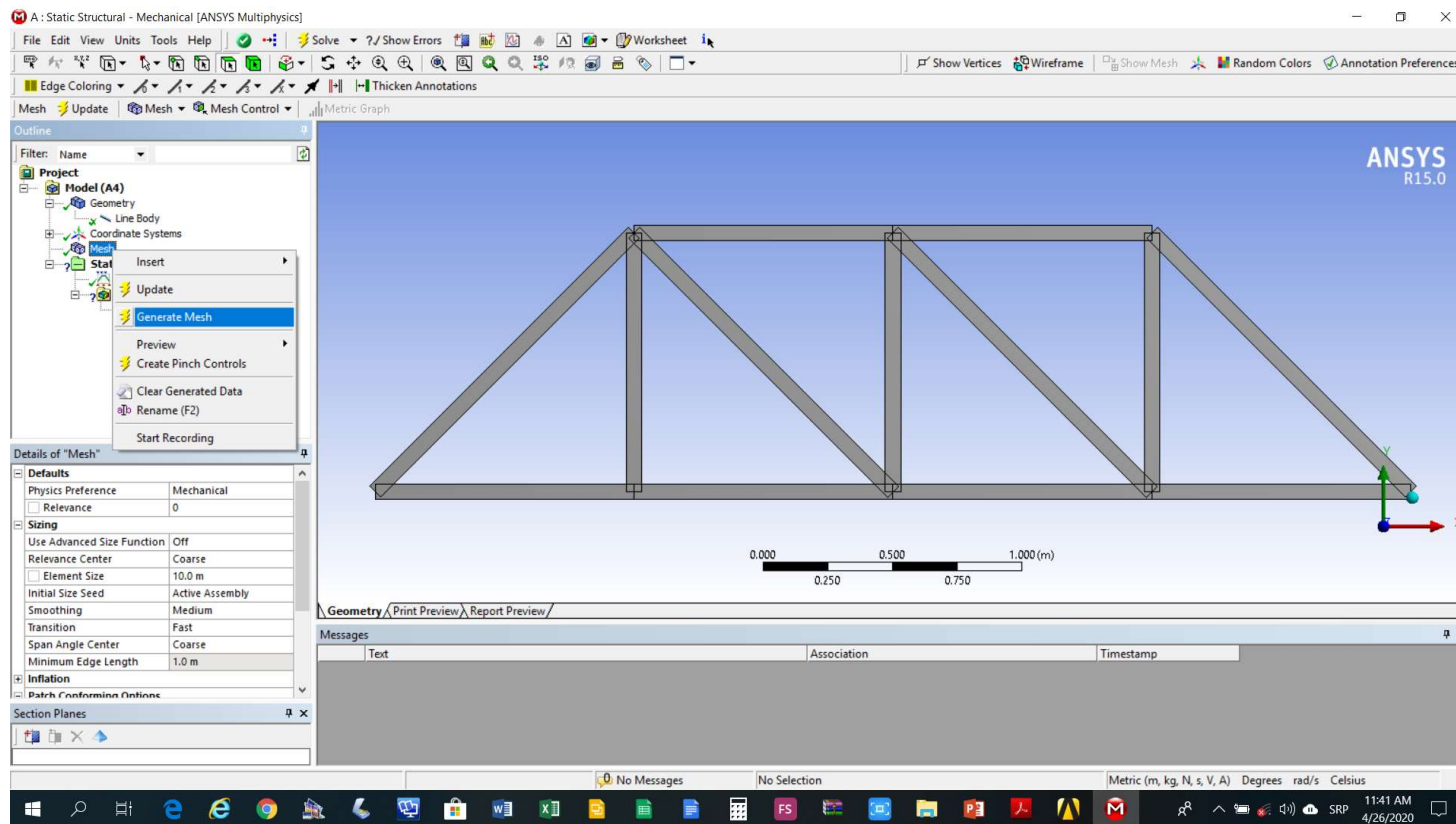 A : Static Structural - Mechanical [ANSYS Multiphysics]
File Edit View Units Tools Help Solve ?/ Show Errors Worksheet
Show Vertices Wireframe Show Mesh Random Colors Annotation Preferences
Edge Coloring Thicken Annotations
Mesh Update Mesh Mesh Control Metric Graph
Outline
Filter: Name
Project
Model (A4)
Geometry
Line Body
Coordinate Systems
Mesh
Stat
Insert
Update
Generate Mesh
Preview
Create Pinch Controls
Clear Generated Data
Rename (F2)
Start Recording
ANSYS
R15.0
Y
0.000 0.500 1.000 (m)
0.250 0.750
Geometry Print Preview Report Preview
Details of "Mesh"
Defaults
Physics Preference Mechanical
Relevance 0
Sizing
Use Advanced Size Function Off
Relevance Center Coarse
Element Size 10.0 m
Initial Size Seed Active Assembly
Smoothing Medium
Transition Fast
Span Angle Center Coarse
Minimum Edge Length 1.0 m
Inflation
Patch Conforming Options
Messages
Text Association Timestamp
Section Planes
0 No Messages No Selection Metric (m, kg, N, s, V, A) Degrees rad/s Celsius
FS
SRP
11:41 AM
4/26/2020